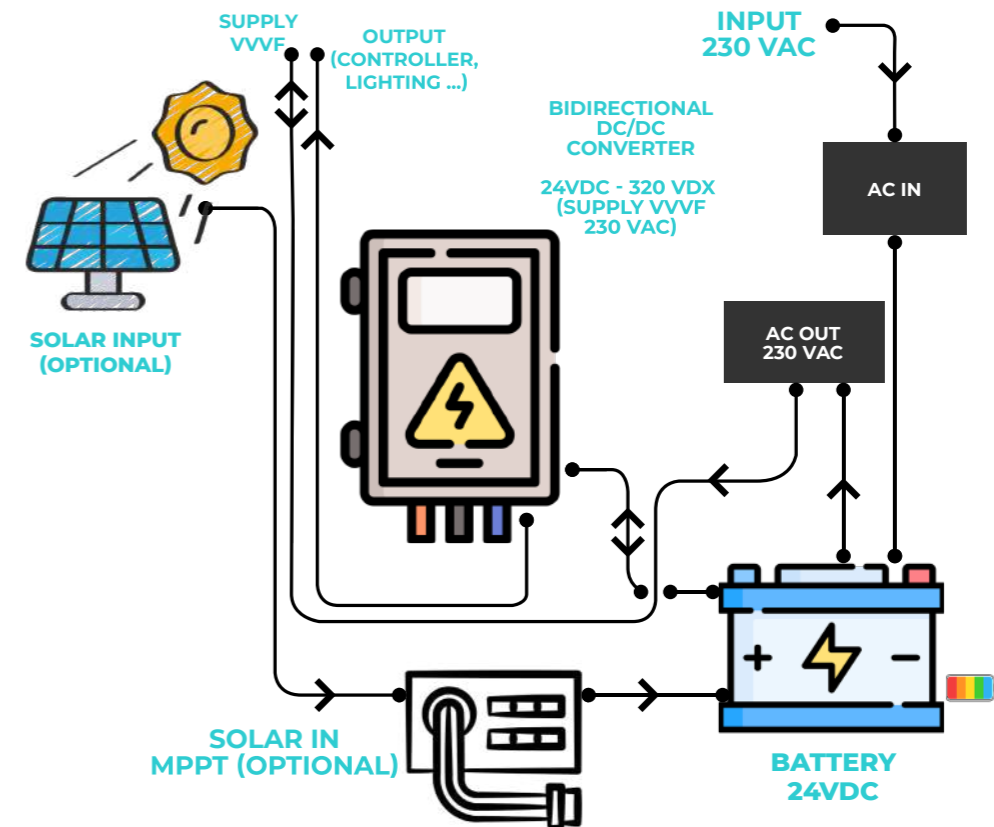 SUPPLY
VVVF
OUTPUT
(CONTROLLER,
LIGHTING ...)
INPUT
230 VAC
BIDIRECTIONAL
DC/DC
CONVERTER
24VDC - 320 VDX
(SUPPLY VVVF
230 VAC)
AC IN
AC OUT
230 VAC
SOLAR INPUT
(OPTIONAL)
SOLAR IN
MPPT (OPTIONAL)
+ −
BATTERY
24VDC